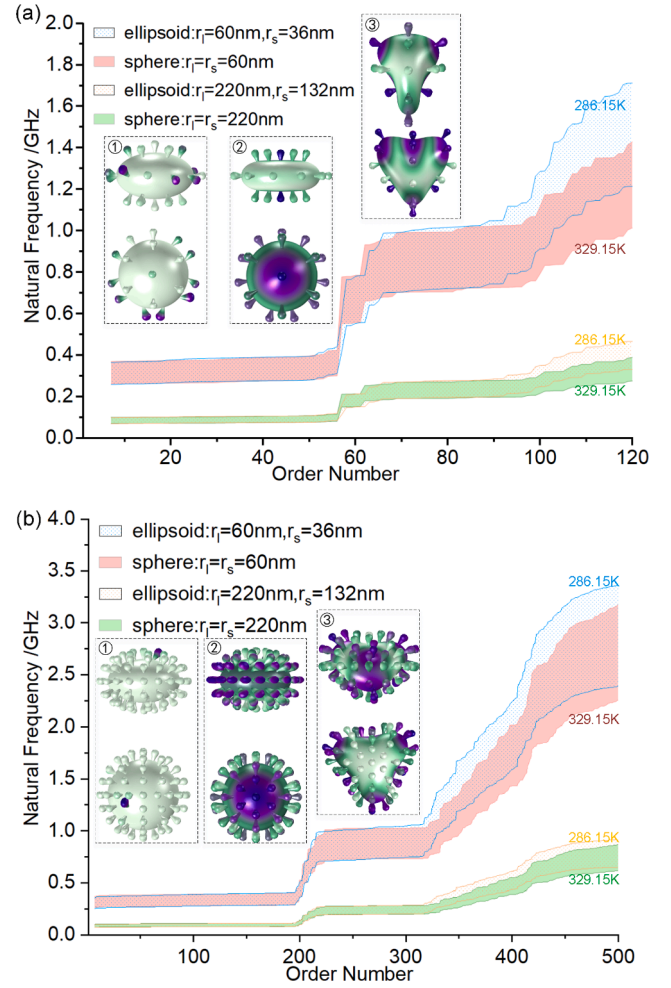 (a)
2.0
1.8
1.6
1.4
1.2
1.0
0.8
0.6
0.4
0.2
0.0
Natural Frequency /GHz
ellipsoid:rl=60nm,rs=36nm
sphere:rl=rs=60nm
ellipsoid:rl=220nm,rs=132nm
sphere:rl=rs=220nm
①
②
③
286.15K
329.15K
286.15K
329.15K
20
40
60
80
100
120
Order Number
(b)
4.0
3.5
3.0
2.5
2.0
1.5
1.0
0.5
0.0
Natural Frequency /GHz
ellipsoid:rl=60nm,rs=36nm
sphere:rl=rs=60nm
ellipsoid:rl=220nm,rs=132nm
sphere:rl=rs=220nm
①
②
③
286.15K
329.15K
286.15K
329.15K
100
200
300
400
500
Order Number